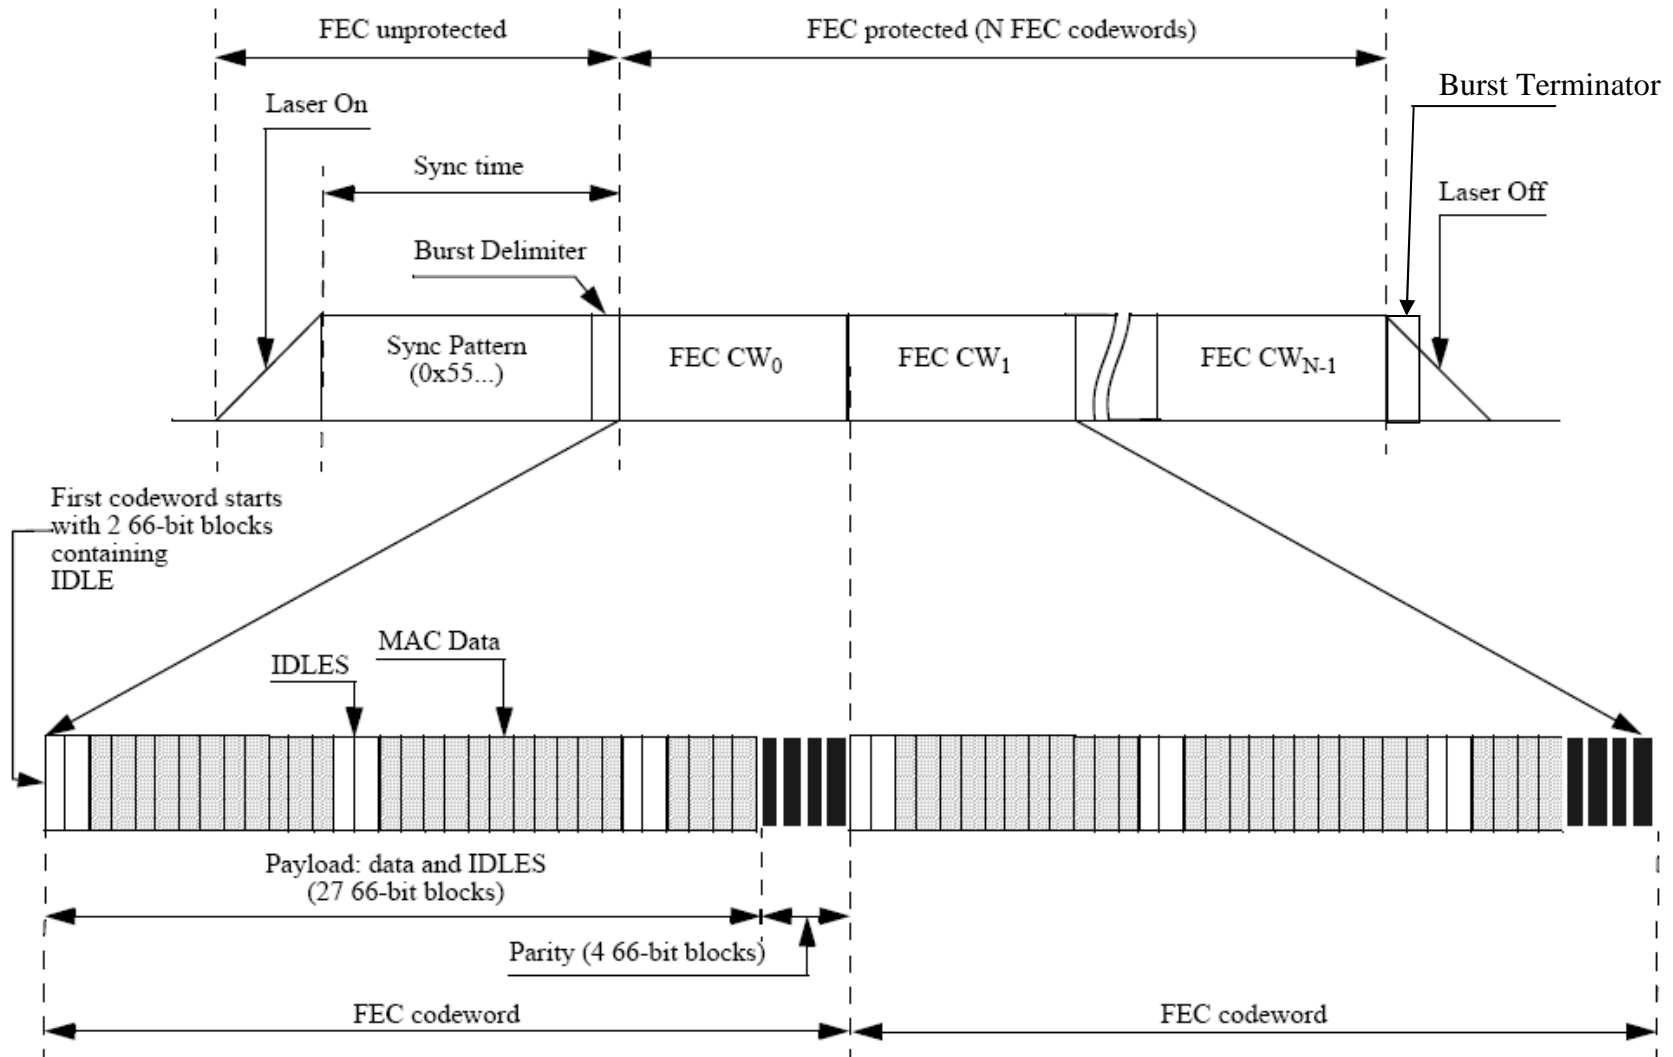 FEC unprotected
FEC protected (N FEC codewords)
Burst Terminator
Laser On
Sync time
Laser Off
Burst Delimiter
Sync Pattern
(0x55...)
FEC CW0
FEC CW1
FEC CWN-1
First codeword starts
with 2 66-bit blocks
containing
IDLE
MAC Data
IDLES
Payload: data and IDLES
(27 66-bit blocks)
Parity (4 66-bit blocks)
FEC codeword
FEC codeword